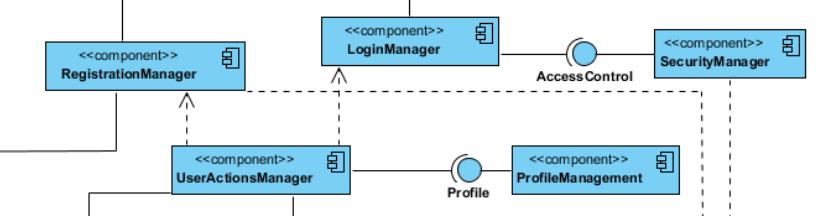 <<component>>
RegistrationManager
<<component>>
LoginManager
AccessControl
<<component>>
SecurityManager
<<component>>
UserActionsManager
Profile
<<component>>
ProfileManagement